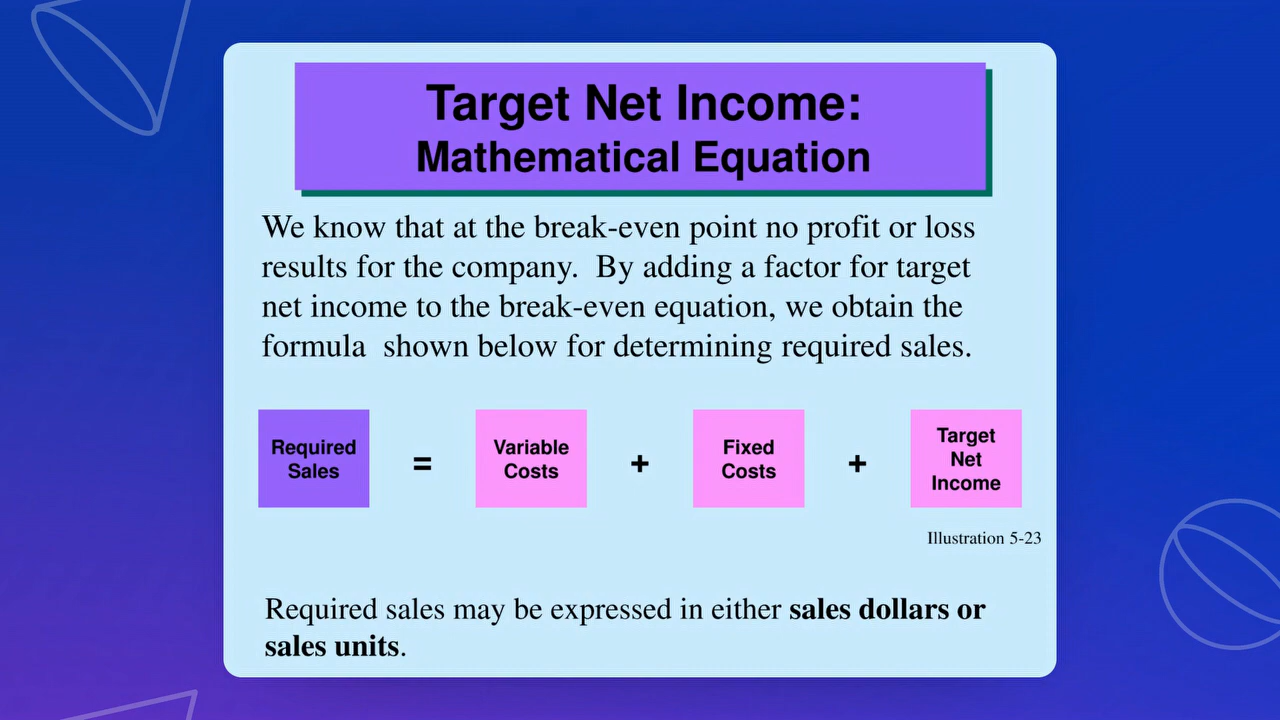 Target Net Income:
Mathematical Equation
We know that at the break-even point no profit or loss
results for the company.  By adding a factor for target
net income to the break-even equation, we obtain the
formula  shown below for determining required sales.
Required
Sales
=
Variable
Costs
+
Fixed
Costs
+
Target
Net
Income
Illustration 5-23
Required sales may be expressed in either sales dollars or
sales units.